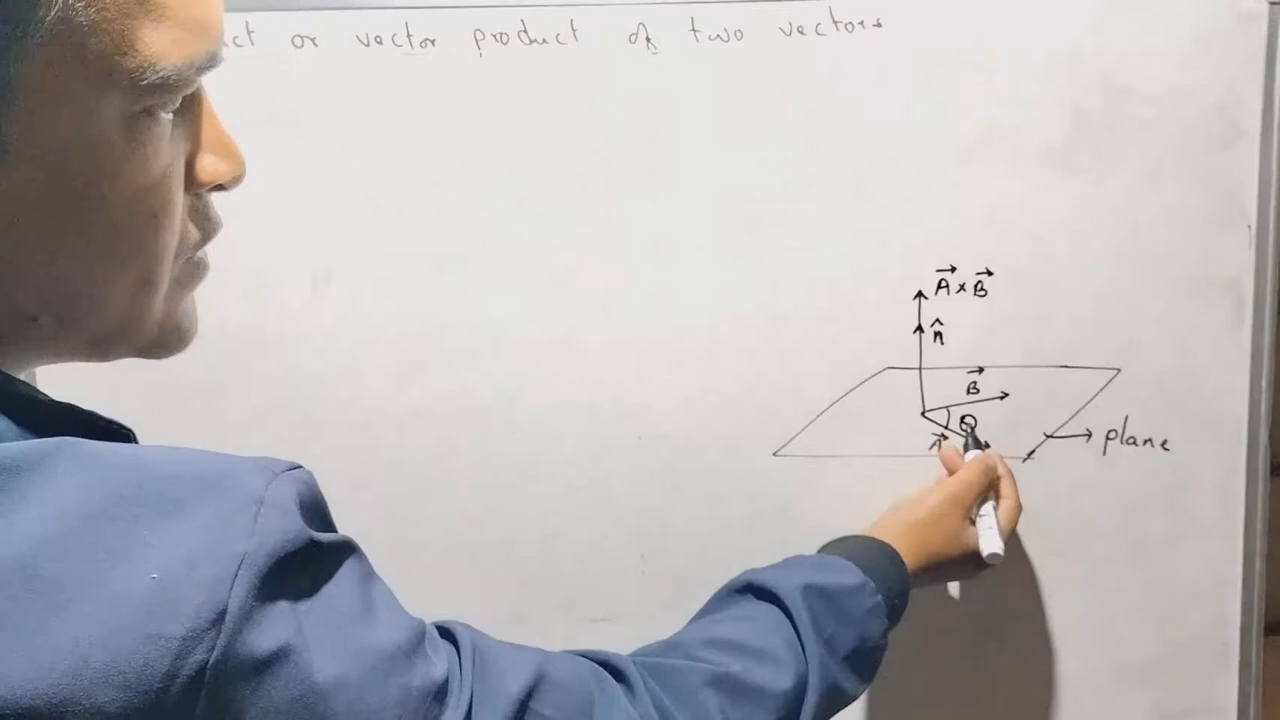 or vector product of two vectors
A⃗ × B⃗
n̂
B⃗
θ
A⃗
plane